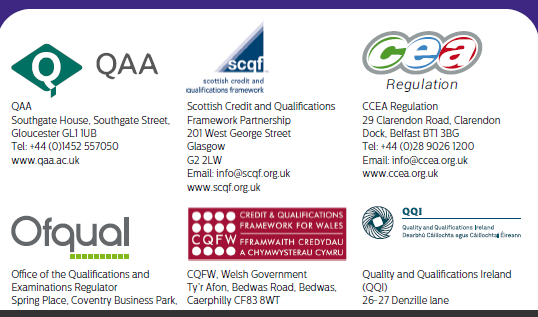 QAA
QAA
Southgate House, Southgate Street,
Gloucester GL1 1UB
Tel: +44 (0)1452 557050
www.qaa.ac.uk
scqf
scottish credit and
qualifications framework
Scottish Credit and Qualifications
Framework Partnership
201 West George Street
Glasgow
G2 2LW
Email: info@scqf.org.uk
www.scqf.org.uk
cea
Regulation
CCEA Regulation
29 Clarendon Road, Clarendon
Dock, Belfast BT1 3BG
Tel: +44 (0)28 9026 1200
Email: info@ccea.org.uk
www.ccea.org.uk
Ofqual
Office of the Qualifications and
Examinations Regulator
Spring Place, Coventry Business Park,
CQFW
CREDIT & QUALIFICATIONS
FRAMEWORK FOR WALES
FFRAMWAITH CREDYDAU
A CHYMWYSTERAU CYMRU
CQFW, Welsh Government
Ty'r Afon, Bedwas Road, Bedwas,
Caerphilly CF83 8WT
QQI
Quality and Qualifications Ireland
Dearbhú Cáilíochta agus Cáilíochtaí Éireann
Quality and Qualifications Ireland
(QQI)
26-27 Denzille lane